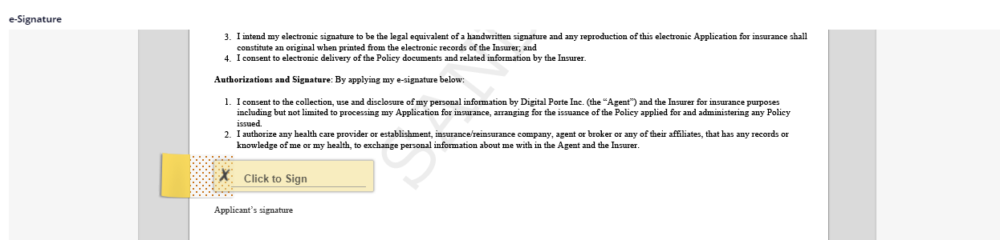 e-Signature
3. I intend my electronic signature to be the legal equivalent of a handwritten signature and any reproduction of this electronic Application for insurance shall
constitute an original when printed from the electronic records of the Insurer; and
4. I consent to electronic delivery of the Policy documents and related information by the Insurer.
Authorizations and Signature: By applying my e-signature below:
1. I consent to the collection, use and disclosure of my personal information by Digital Porte Inc. (the “Agent”) and the Insurer for insurance purposes
including but not limited to processing my Application for insurance, arranging for the issuance of the Policy applied for and administering any Policy
issued.
2. I authorize any health care provider or establishment, insurance/reinsurance company, agent or broker or any of their affiliates, that has any records or
knowledge of me or my health, to exchange personal information about me with in the Agent and the Insurer.
X Click to Sign
Applicant’s signature